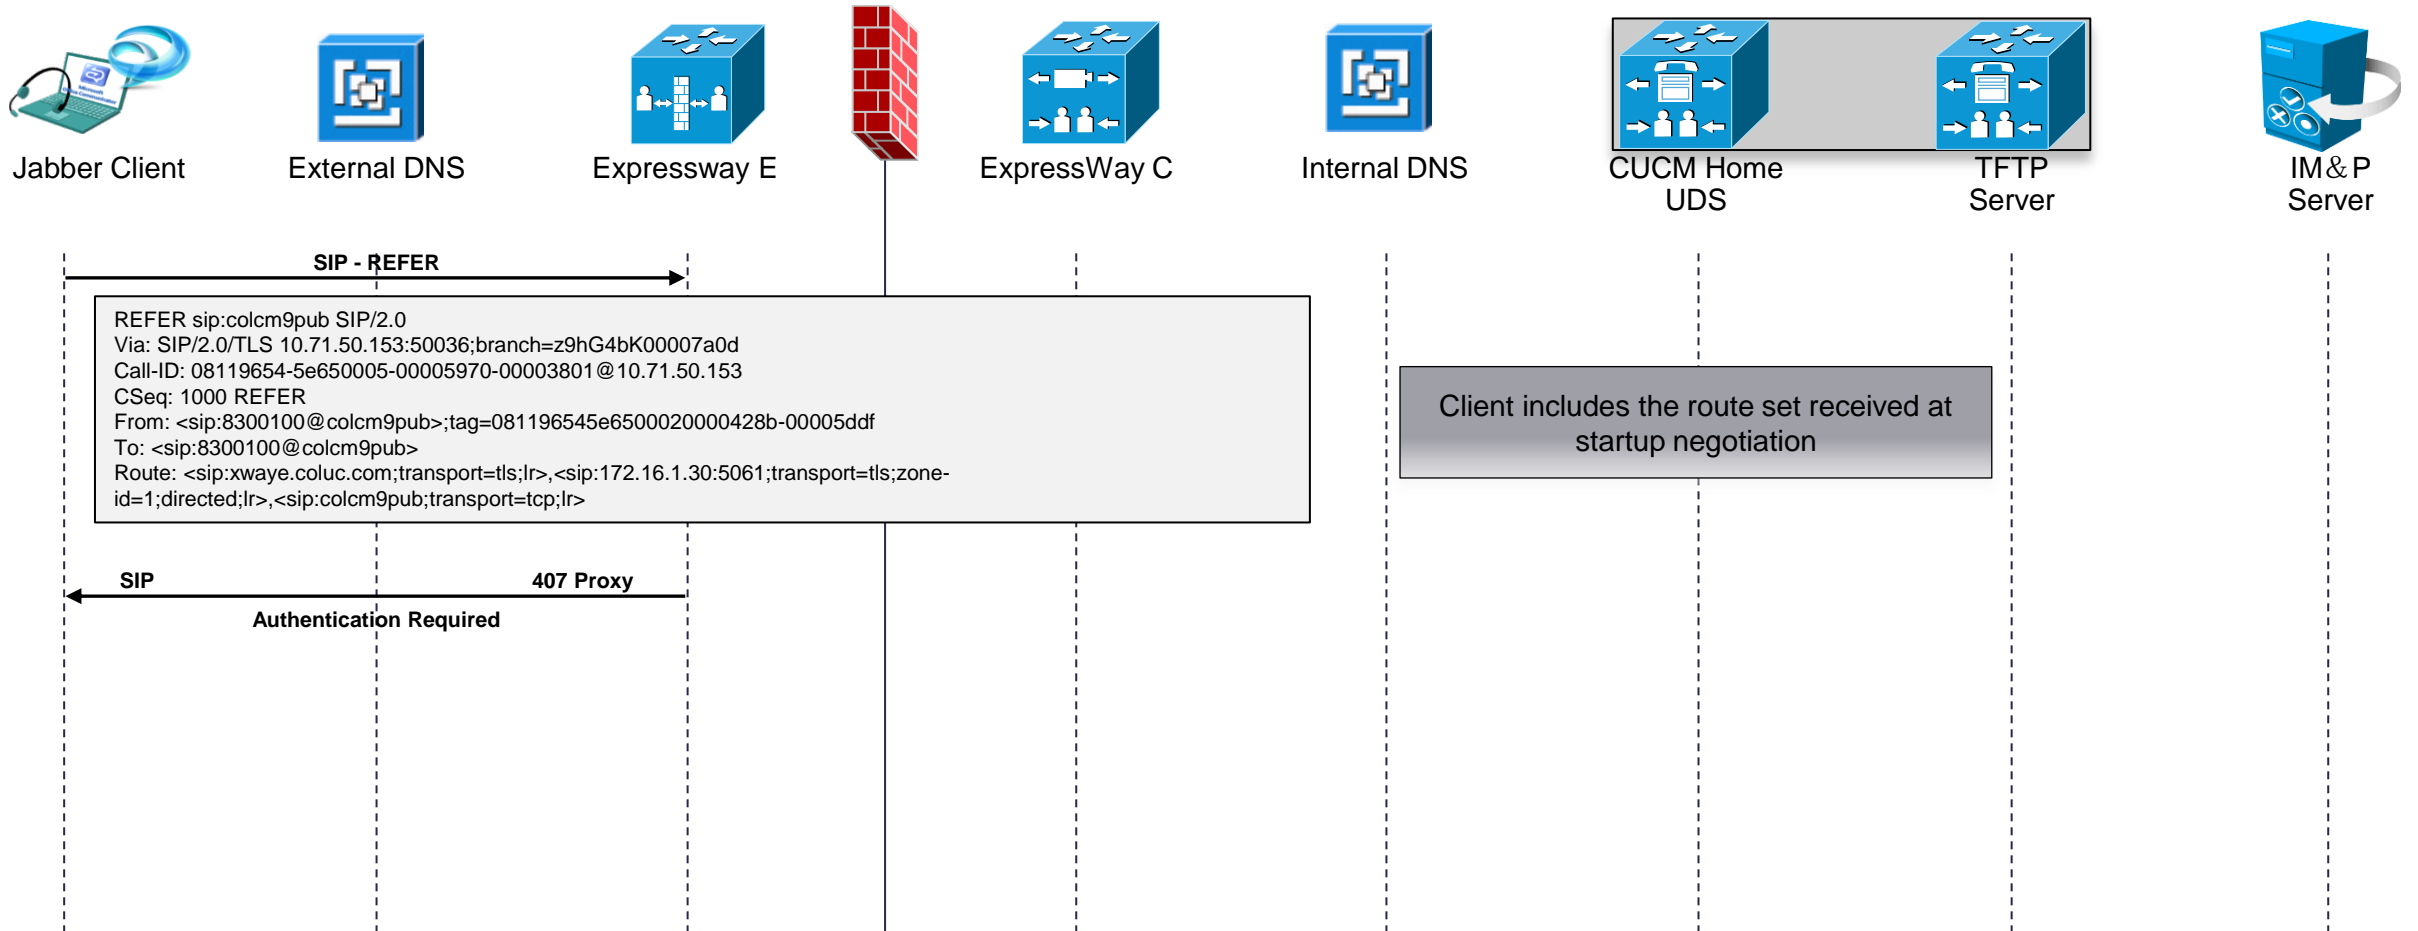 Jabber Client
External DNS
Expressway E
ExpressWay C
Internal DNS
CUCM Home
UDS
TFTP
Server
IM&P
Server
SIP - REFER
REFER sip:colcm9pub SIP/2.0
Via: SIP/2.0/TLS 10.71.50.153:50036;branch=z9hG4bK00007a0d
Call-ID: 08119654-5e650005-00005970-00003801@10.71.50.153
CSeq: 1000 REFER
From: <sip:8300100@colcm9pub>;tag=081196545e6500020000428b-00005ddf
To: <sip:8300100@colcm9pub>
Route: <sip:xwaye.coluc.com;transport=tls;lr>,<sip:172.16.1.30:5061;transport=tls;zone-
id=1;directed;lr>,<sip:colcm9pub;transport=tcp;lr>
Client includes the route set received at
startup negotiation
SIP 407 Proxy
Authentication Required